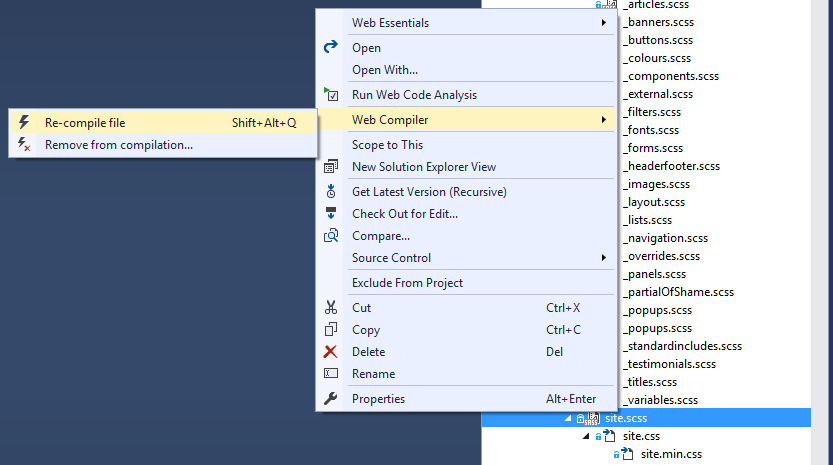 Re-compile file Shift+Alt+Q
Remove from compilation...
Web Essentials
Open
Open With...
Run Web Code Analysis
Web Compiler
Scope to This
New Solution Explorer View
Get Latest Version (Recursive)
Check Out for Edit...
Compare...
Source Control
Exclude From Project
Cut Ctrl+X
Copy Ctrl+C
Delete Del
Rename
Properties Alt+Enter
_articles.scss
_banners.scss
_buttons.scss
_colours.scss
_components.scss
_external.scss
_filters.scss
_fonts.scss
_forms.scss
_headerfooter.scss
_images.scss
_layout.scss
_lists.scss
_navigation.scss
_overrides.scss
_panels.scss
_partialOfShame.scss
_popups.scss
_popups.scss
_standardincludes.scss
_testimonials.scss
_titles.scss
_variables.scss
SASS site.scss
site.css
site.min.css